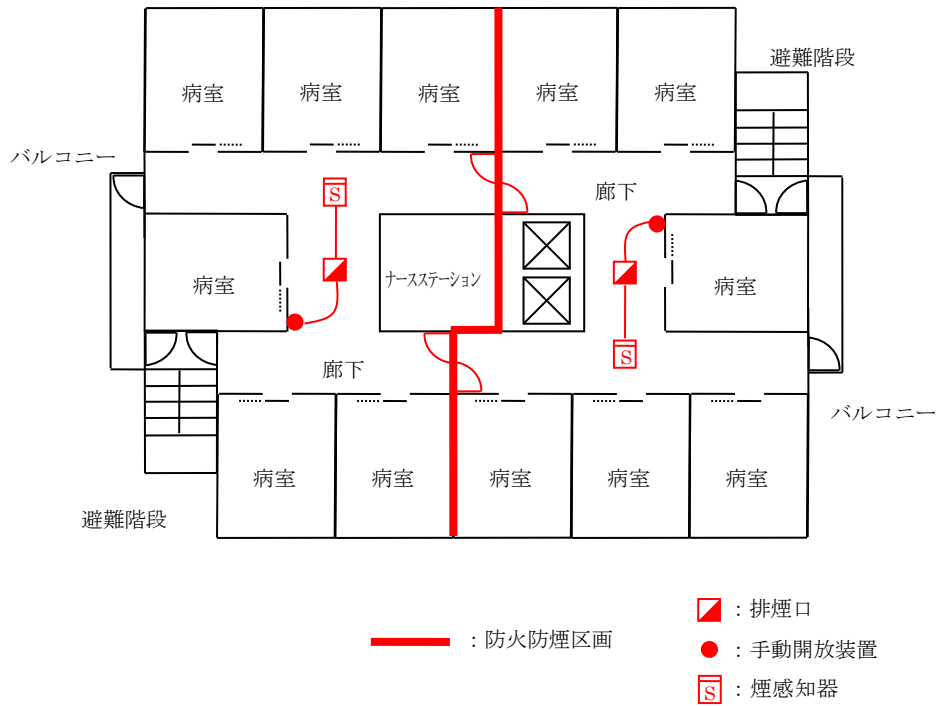 避難階段
病室
病室
病室
病室
病室
バルコニー
S
廊下
病室
ナースステーション
病室
S
廊下
バルコニー
病室
病室
病室
病室
病室
避難階段
：防火防煙区画
：排煙口
：手動開放装置
S
：煙感知器